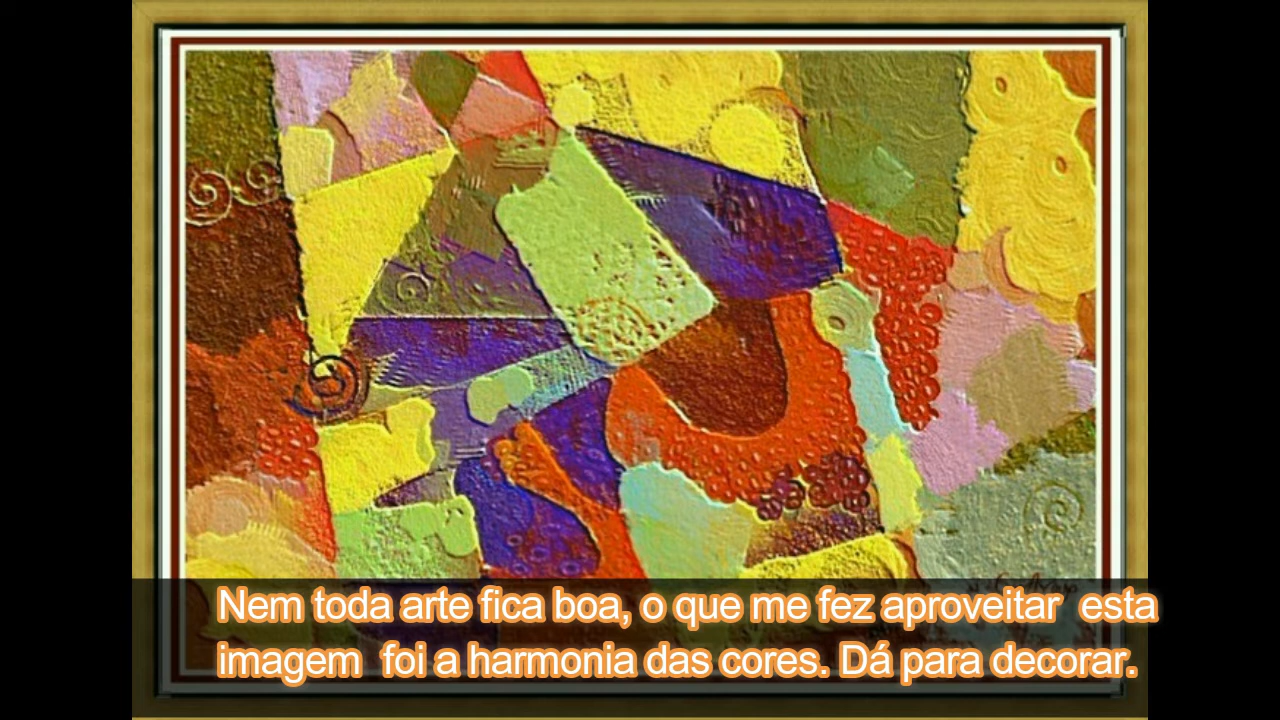 Nem toda arte fica boa, o que me fez aproveitar  esta
imagem  foi a harmonia das cores. Dá para decorar.